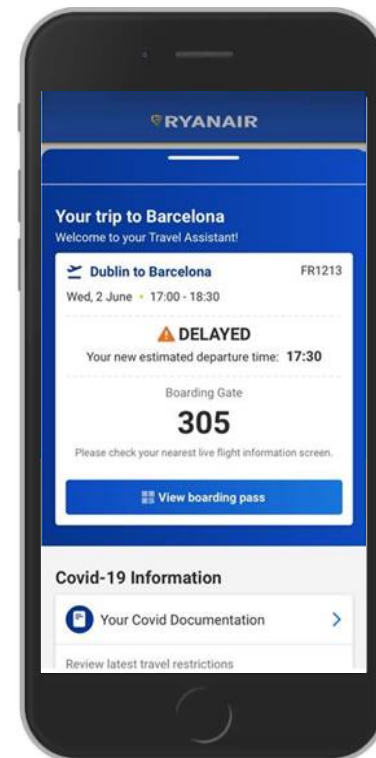 RYANAIR
Your trip to Barcelona
Welcome to your Travel Assistant!
Dublin to Barcelona FR1213
Wed, 2 June • 17:00 - 18:30
DELAYED
Your new estimated departure time: 17:30
Boarding Gate
305
Please check your nearest live flight information screen.
View boarding pass
Covid-19 Information
Your Covid Documentation
Review latest travel restrictions